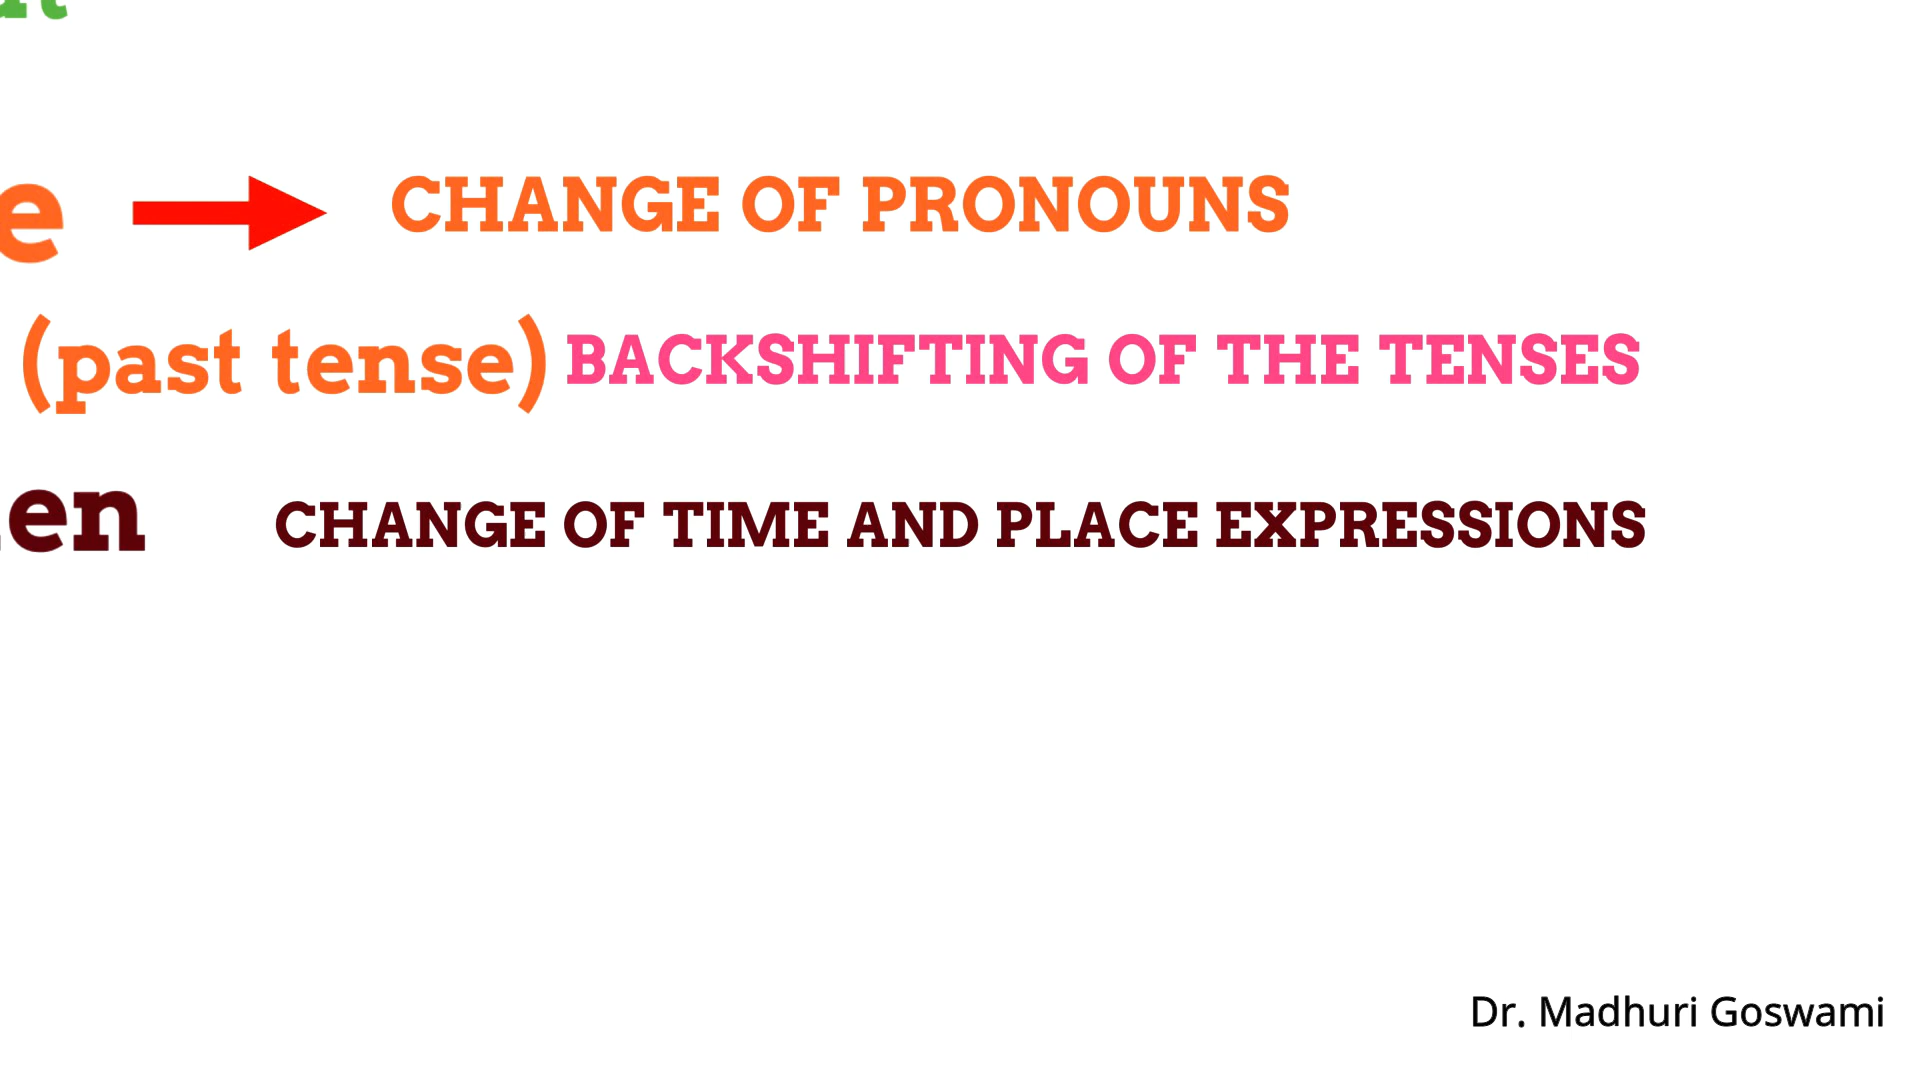 CHANGE OF PRONOUNS
(past tense) BACKSHIFTING OF THE TENSES
CHANGE OF TIME AND PLACE EXPRESSIONS
Dr. Madhuri Goswami